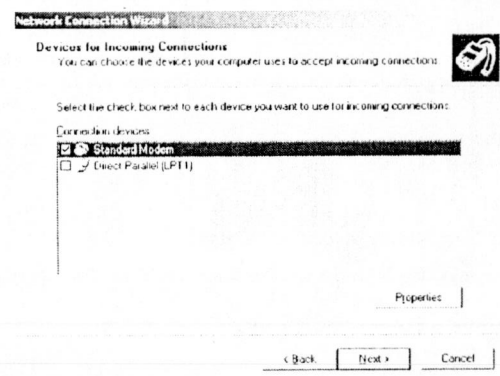 Network Connection Wizard
Devices for Incoming Connections
You can choose the devices your computer uses to accept incoming connections
Select the check box next to each device you want to use for incoming connections:
Connection devices:
Standard Modem
Direct Parallel (LPT1)
Properties
< Back
Next >
Cancel